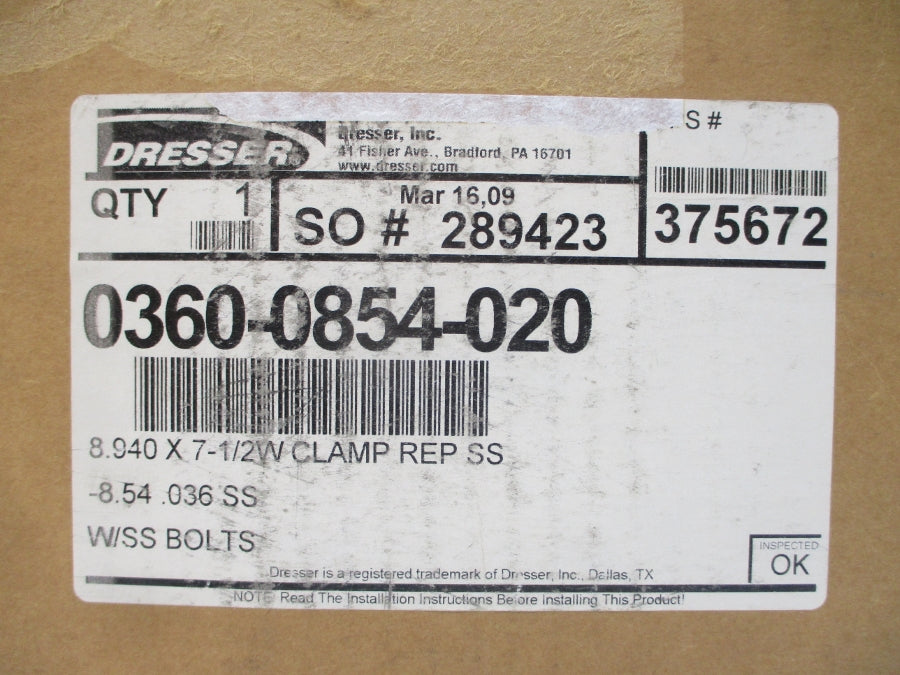 DRESSER®
Dresser, Inc.
41 Fisher Ave., Bradford, PA 16701
www.dresser.com
S #
QTY 1
Mar 16,09
SO # 289423
375672
0360-0854-020
8.940 X 7-1/2W CLAMP REP SS
-8.54 .036 SS
W/SS BOLTS
INSPECTED
OK
Dresser is a registered trademark of Dresser, Inc., Dallas, TX
NOTE Read The Installation Instructions Before Installing This Product!